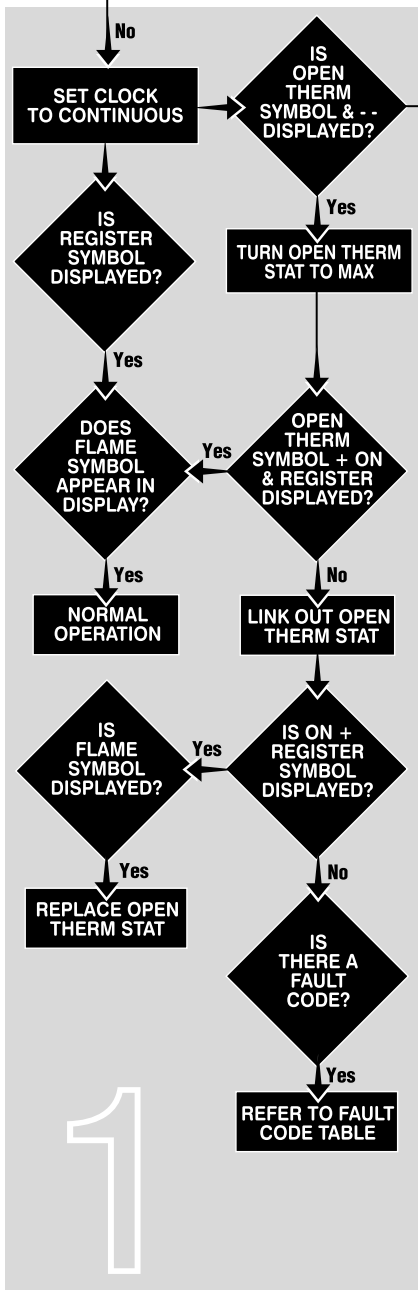 No
SET CLOCK
TO CONTINUOUS
IS
OPEN
THERM
SYMBOL & - -
DISPLAYED?
IS
REGISTER
SYMBOL
DISPLAYED?
Yes
TURN OPEN THERM
STAT TO MAX
Yes
DOES
FLAME
SYMBOL
APPEAR IN
DISPLAY?
Yes
OPEN
THERM
SYMBOL + ON
& REGISTER
DISPLAYED?
Yes
NORMAL
OPERATION
No
LINK OUT OPEN
THERM STAT
IS
FLAME
SYMBOL
DISPLAYED?
Yes
IS ON +
REGISTER
SYMBOL
DISPLAYED?
Yes
REPLACE OPEN
THERM STAT
No
IS
THERE A
FAULT
CODE?
Yes
REFER TO FAULT
CODE TABLE
1